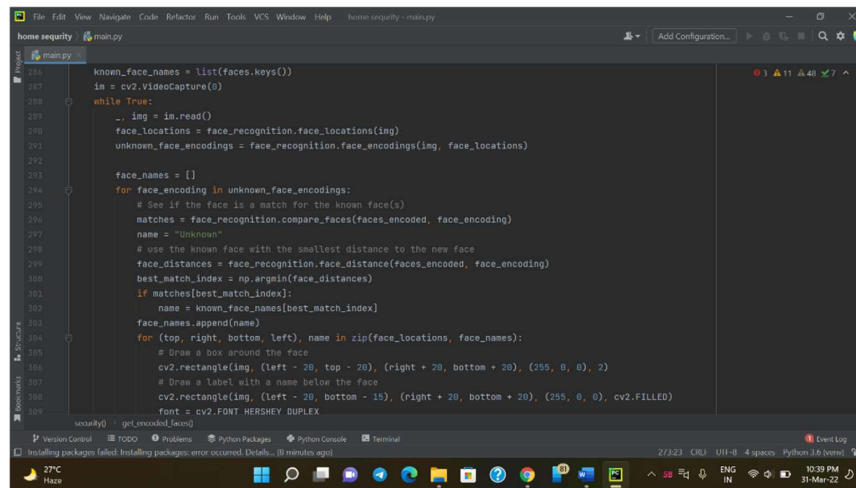 File Edit View Navigate Code Refactor Run Tools VCS Window Help home sequrity - main.py
home sequrity main.py Add Configuration...
main.py
Project
286 known_face_names = list(faces.keys()) 3 11 48 7
287 im = cv2.VideoCapture(0)
288 while True:
289 _, img = im.read()
290 face_locations = face_recognition.face_locations(img)
291 unknown_face_encodings = face_recognition.face_encodings(img, face_locations)
292
293 face_names = []
294 for face_encoding in unknown_face_encodings:
295 # See if the face is a match for the known face(s)
296 matches = face_recognition.compare_faces(faces_encoded, face_encoding)
297 name = "Unknown"
298 # use the known face with the smallest distance to the new face
299 face_distances = face_recognition.face_distance(faces_encoded, face_encoding)
300 best_match_index = np.argmin(face_distances)
301 if matches[best_match_index]:
302 name = known_face_names[best_match_index]
303 face_names.append(name)
304 for (top, right, bottom, left), name in zip(face_locations, face_names):
305 # Draw a box around the face
306 cv2.rectangle(img, (left - 20, top - 20), (right + 20, bottom + 20), (255, 0, 0), 2)
307 # Draw a label with a name below the face
308 cv2.rectangle(img, (left - 20, bottom - 15), (right + 20, bottom + 20), (255, 0, 0), cv2.FILLED)
309 font = cv2.FONT_HERSHEY_DUPLEX
Structure
Bookmarks
security() get_encoded_faces()
Version Control TODO Problems Python Packages Python Console Terminal 1 Event Log
Installing packages failed: Installing packages: error occurred. Details... (8 minutes ago) 273:23 CRLF UTF-8 4 spaces Python 3.6 (venv)
27°C
Haze
81
58
ENG
IN
10:39 PM
31-Mar-22